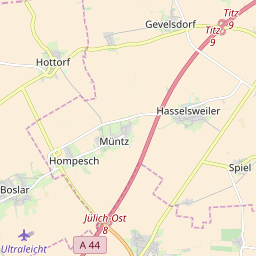 Titz
9
Gevelsdorf
Titz
9
Hottorf
Hasselsweiler
Müntz
Hompesch
Spiel
Boslar
Jülich-Ost
8
A 44
Ultraleicht